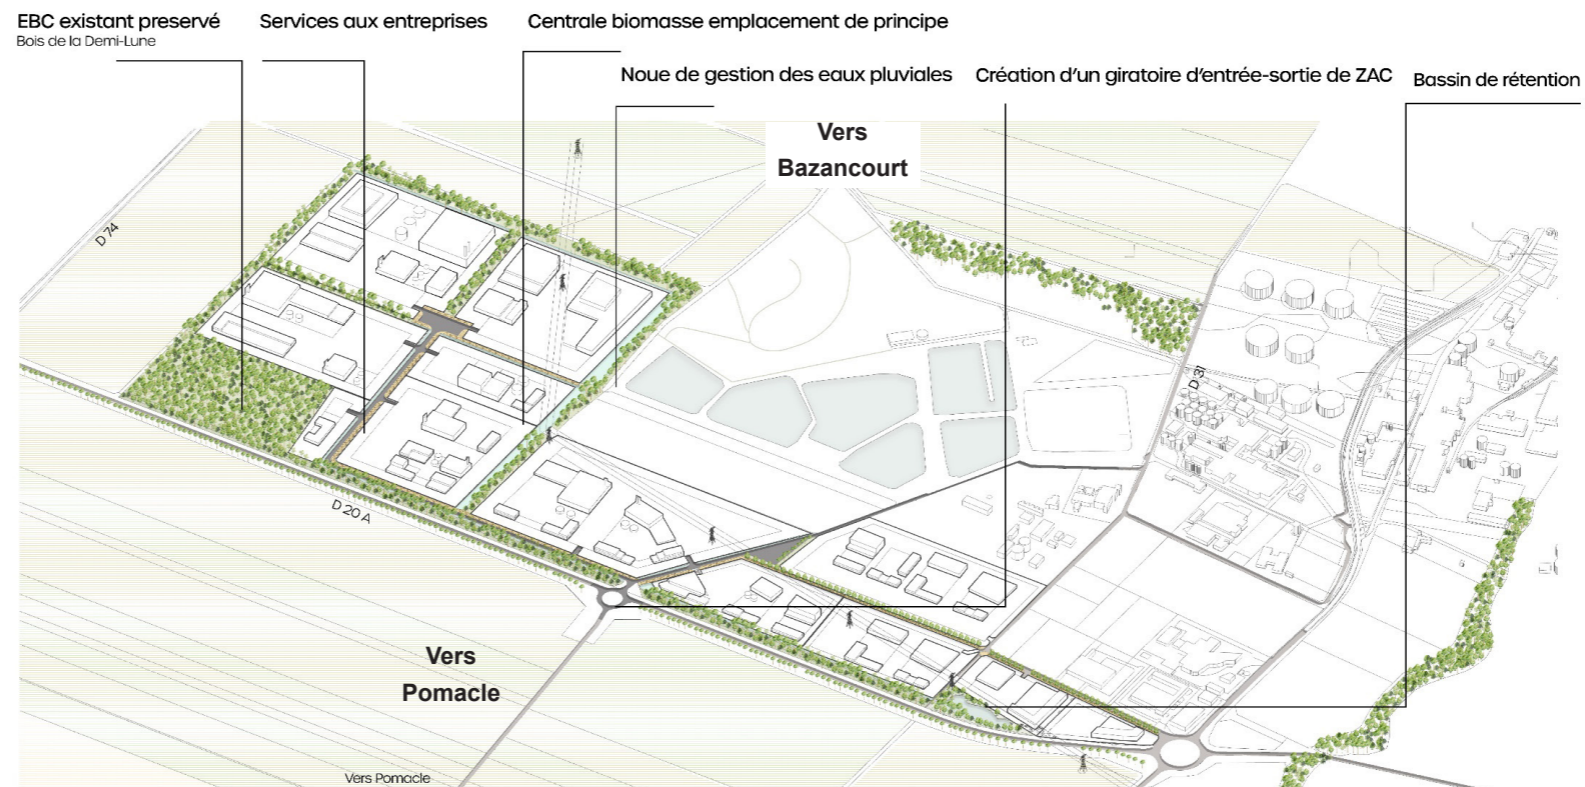 EBC existant preservé
Bois de la Demi-Lune
Services aux entreprises
Centrale biomasse emplacement de principe
Noue de gestion des eaux pluviales
Création d'un giratoire d'entrée-sortie de ZAC
Bassin de rétention
Vers
Bazancourt
D 74
D 31
D 20 A
Vers
Pomacle
Vers Pomacle